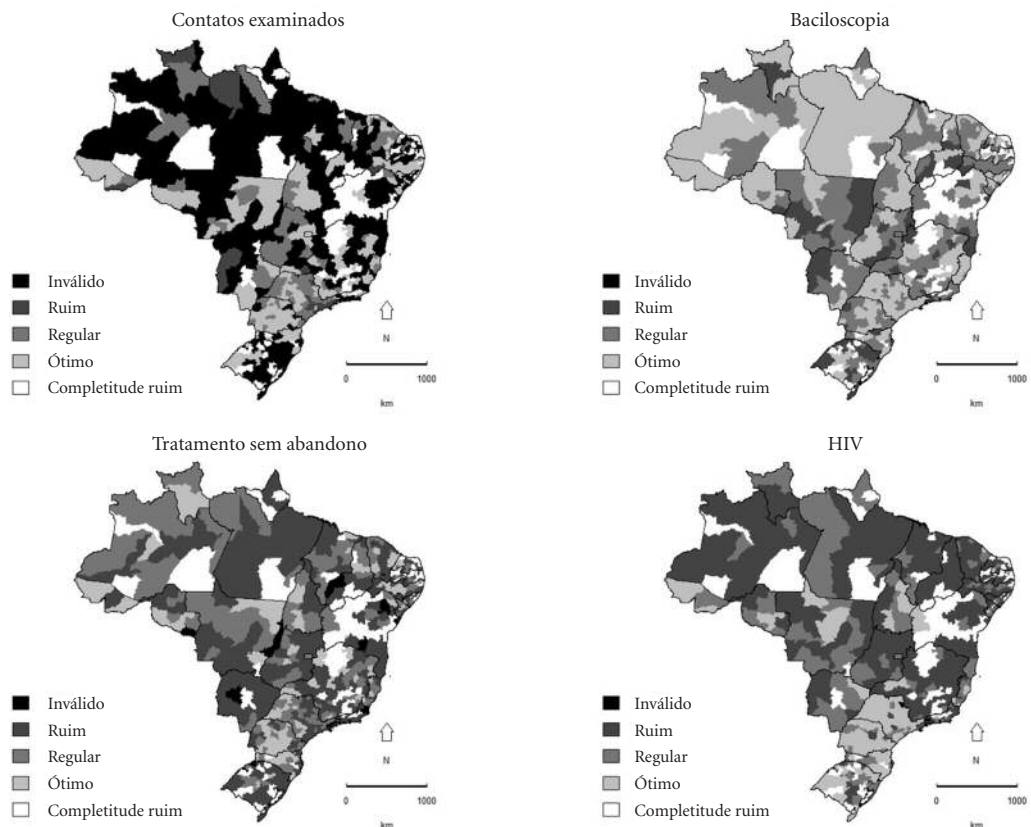 Contatos examinados
Inválido
Ruim
Regular
Ótimo
Completitude ruim
N
0 1000
km
Baciloscopia
Inválido
Ruim
Regular
Ótimo
Completitude ruim
N
0 1000
km
Tratamento sem abandono
Inválido
Ruim
Regular
Ótimo
Completitude ruim
N
0 1000
km
HIV
Inválido
Ruim
Regular
Ótimo
Completitude ruim
N
0 1000
km